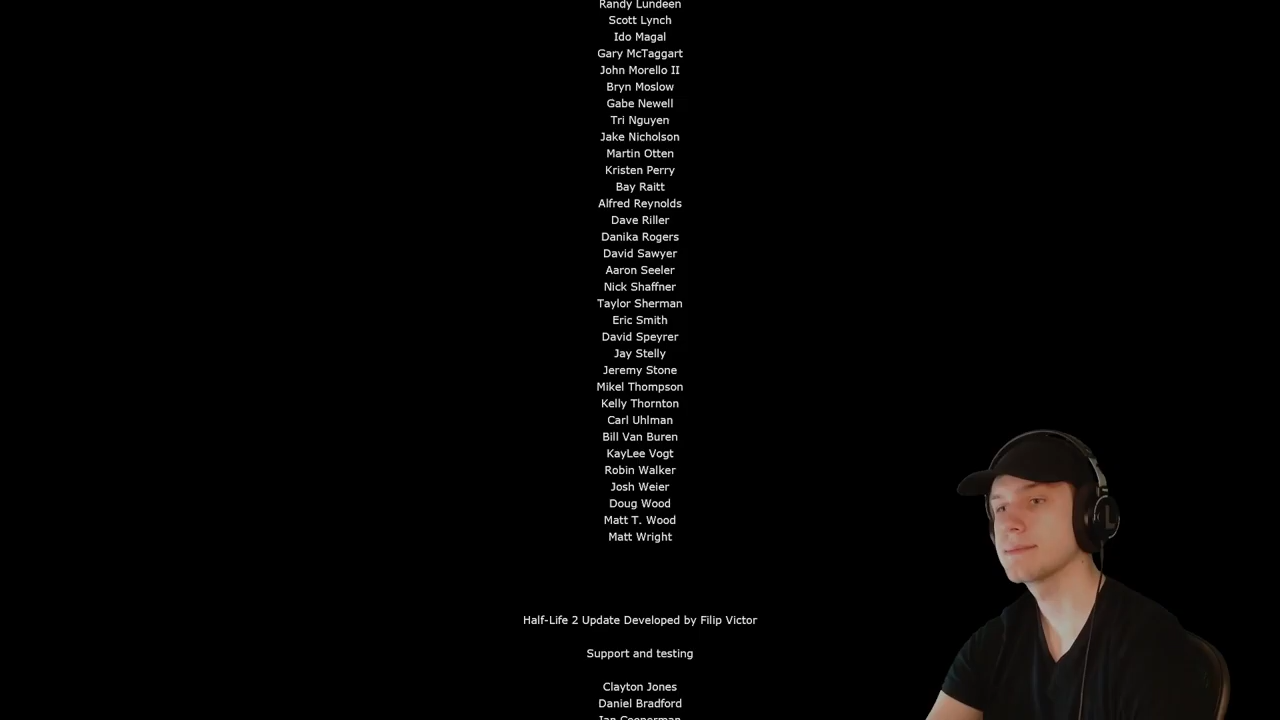 Randy Lundeen
Scott Lynch
Ido Magal
Gary McTaggart
John Morello II
Bryn Moslow
Gabe Newell
Tri Nguyen
Jake Nicholson
Martin Otten
Kristen Perry
Bay Raitt
Alfred Reynolds
Dave Riller
Danika Rogers
David Sawyer
Aaron Seeler
Nick Shaffner
Taylor Sherman
Eric Smith
David Speyrer
Jay Stelly
Jeremy Stone
Mikel Thompson
Kelly Thornton
Carl Uhlman
Bill Van Buren
KayLee Vogt
Robin Walker
Josh Weier
Doug Wood
Matt T. Wood
Matt Wright
Half-Life 2 Update Developed by Filip Victor
Support and testing
Clayton Jones
Daniel Bradford
Ian Cooperman